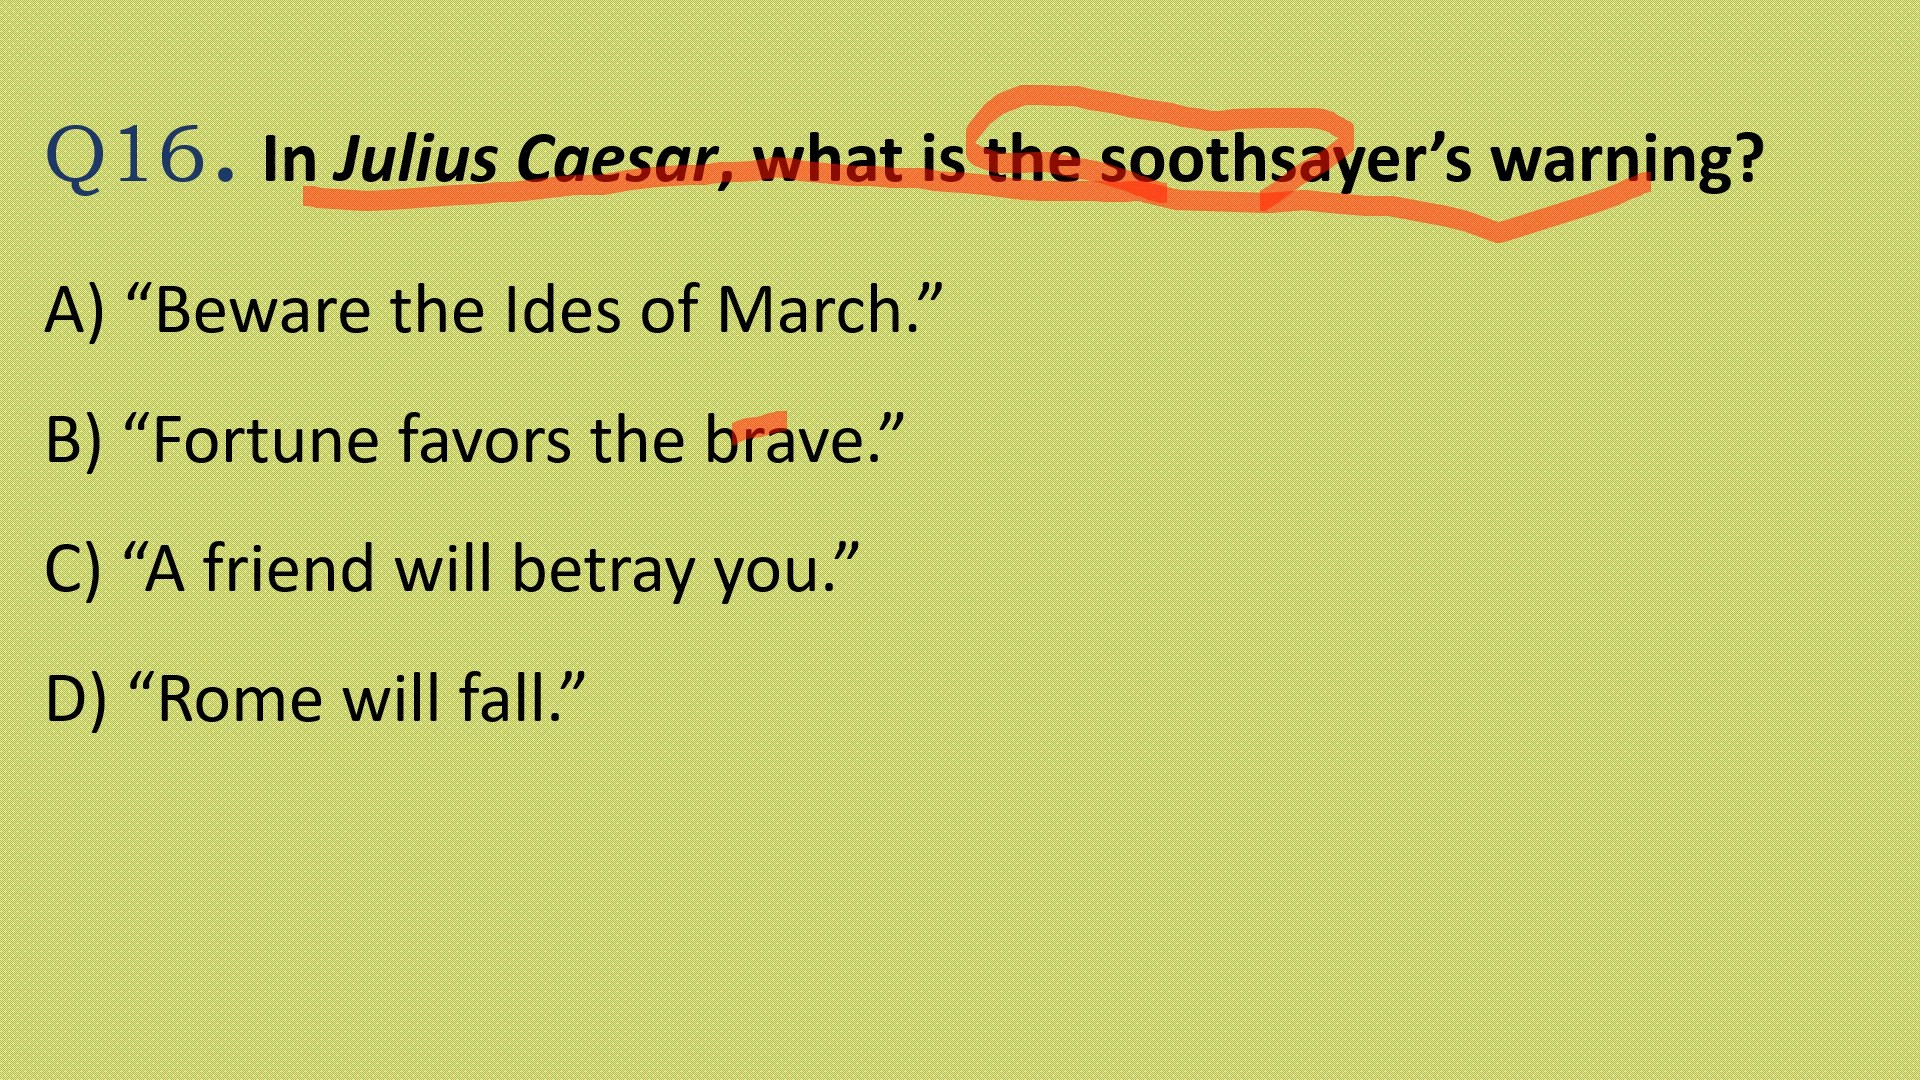 Q16. In Julius Caesar, what is the soothsayer’s warning?
A) “Beware the Ides of March.”
B) “Fortune favors the brave.”
C) “A friend will betray you.”
D) “Rome will fall.”